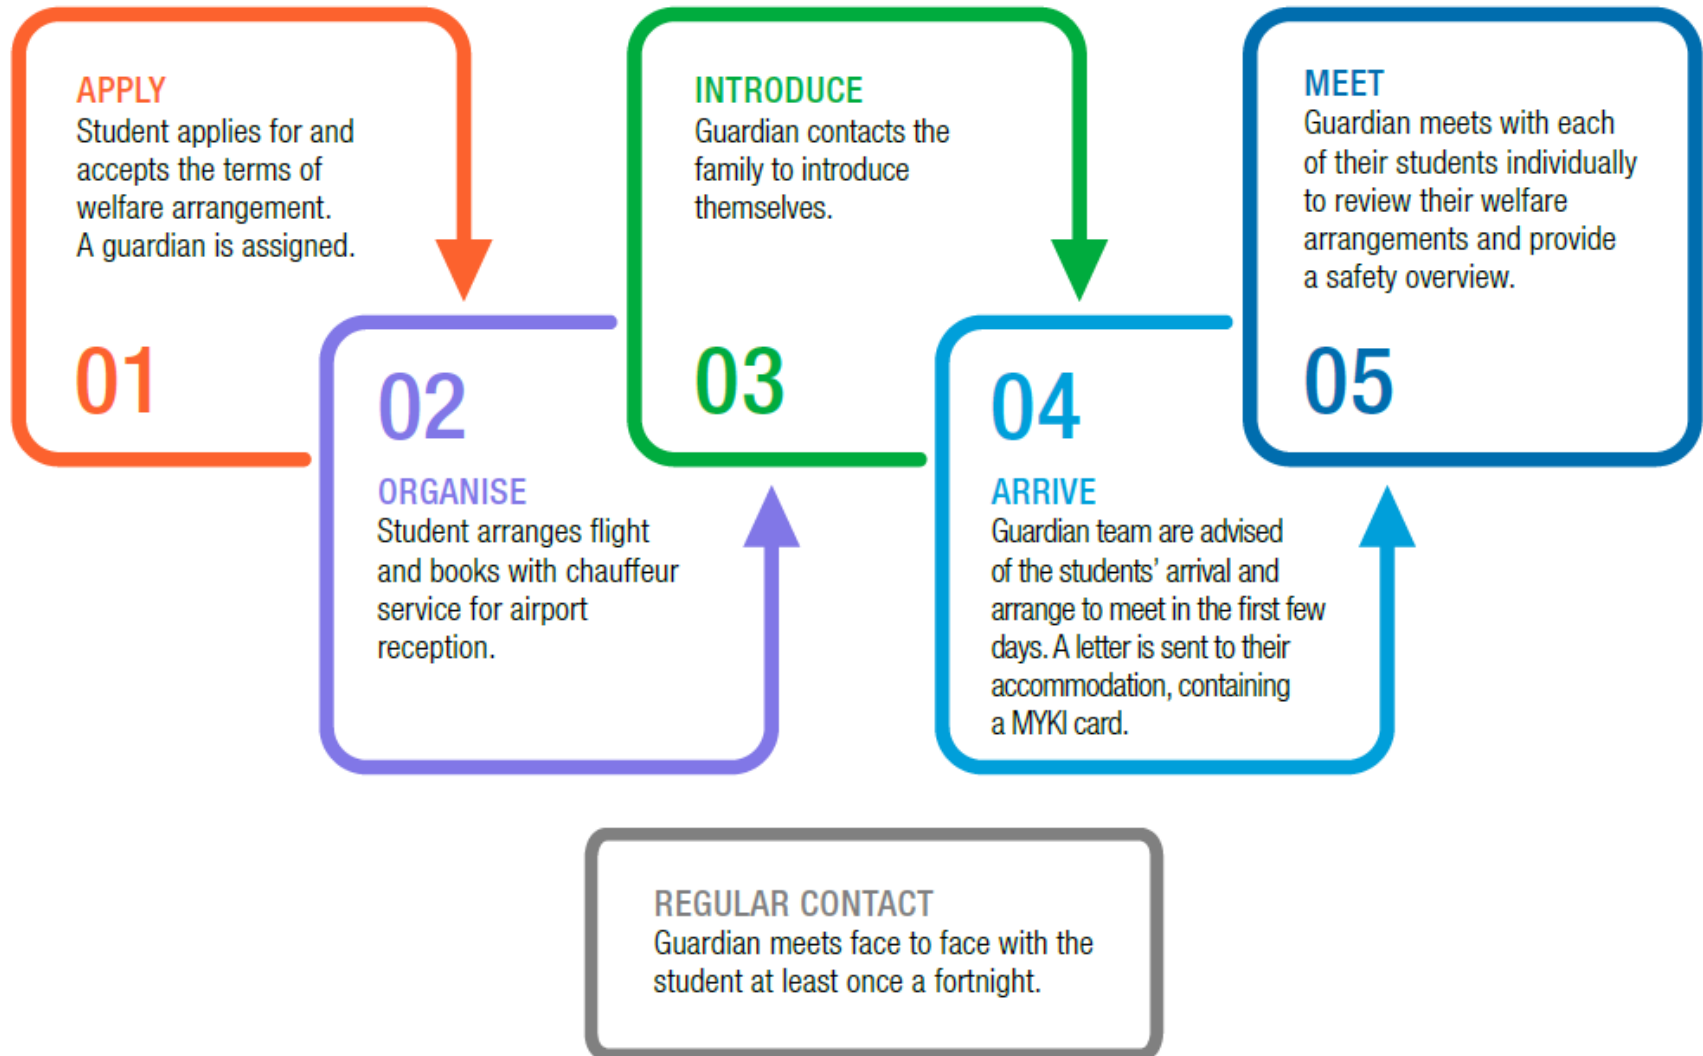 APPLY
Student applies for and
accepts the terms of
welfare arrangement.
A guardian is assigned.
01
02
ORGANISE
Student arranges flight
and books with chauffeur
service for airport
reception.
INTRODUCE
Guardian contacts the
family to introduce
themselves.
03
04
ARRIVE
Guardian team are advised
of the students’ arrival and
arrange to meet in the first few
days. A letter is sent to their
accommodation, containing
a MYKI card.
MEET
Guardian meets with each
of their students individually
to review their welfare
arrangements and provide
a safety overview.
05
REGULAR CONTACT
Guardian meets face to face with the
student at least once a fortnight.